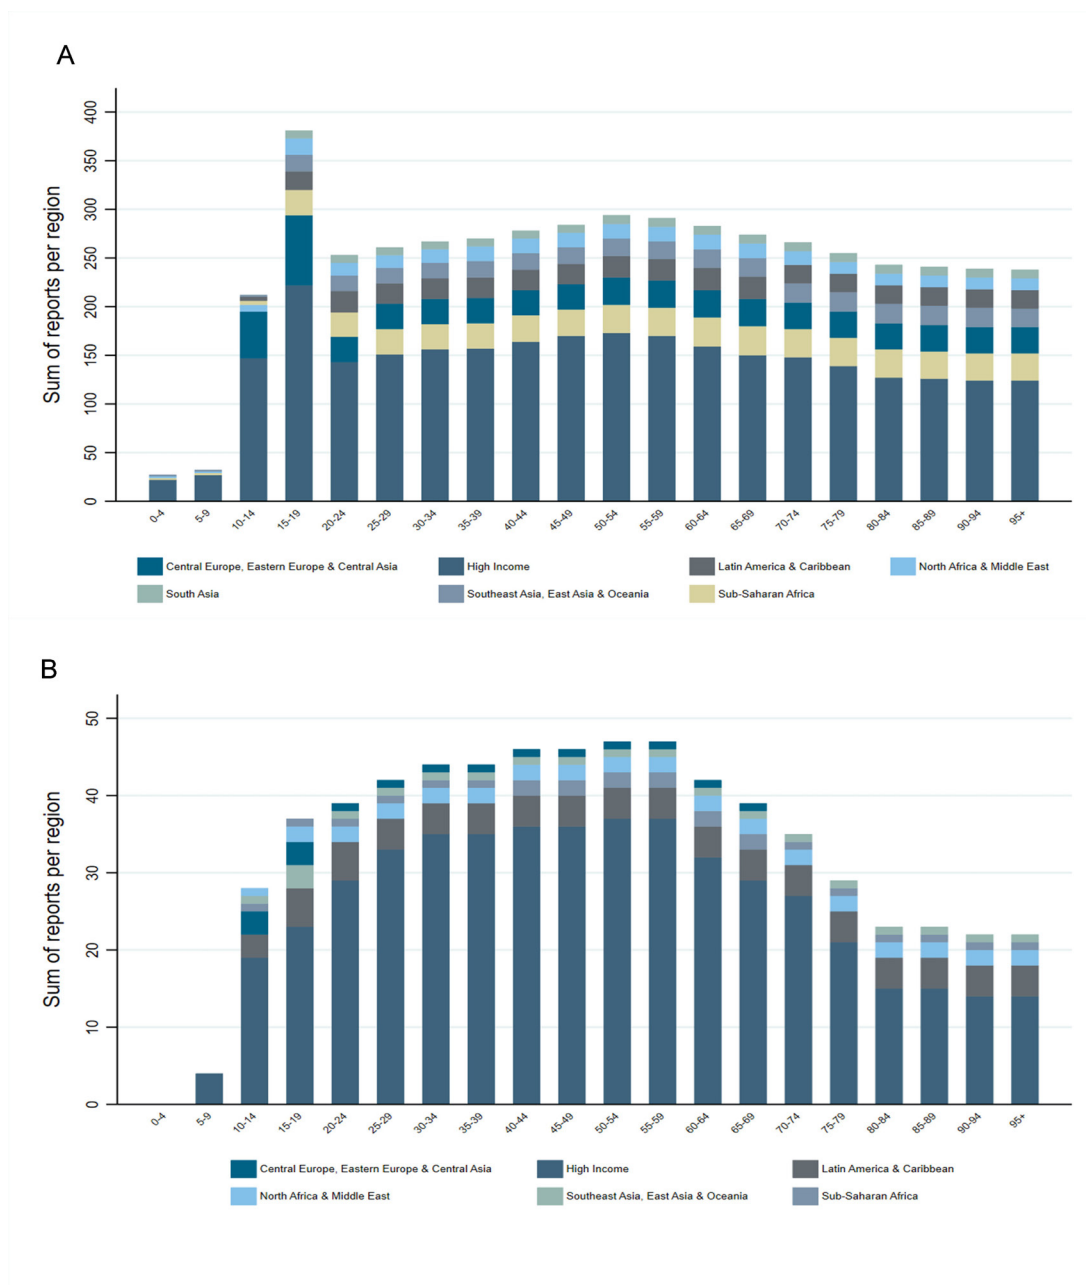 A
Sum of reports per region
400
350
300
250
200
150
100
50
0
0-4 5-9 10-14 15-19 20-24 25-29 30-34 35-39 40-44 45-49 50-54 55-59 60-64 65-69 70-74 75-79 80-84 85-89 90-94 95+
Central Europe, Eastern Europe & Central Asia High Income Latin America & Caribbean North Africa & Middle East
South Asia Southeast Asia, East Asia & Oceania Sub-Saharan Africa
B
Sum of reports per region
50
40
30
20
10
0
0-4 5-9 10-14 15-19 20-24 25-29 30-34 35-39 40-44 45-49 50-54 55-59 60-64 65-69 70-74 75-79 80-84 85-89 90-94 95+
Central Europe, Eastern Europe & Central Asia High Income Latin America & Caribbean
North Africa & Middle East Southeast Asia, East Asia & Oceania Sub-Saharan Africa